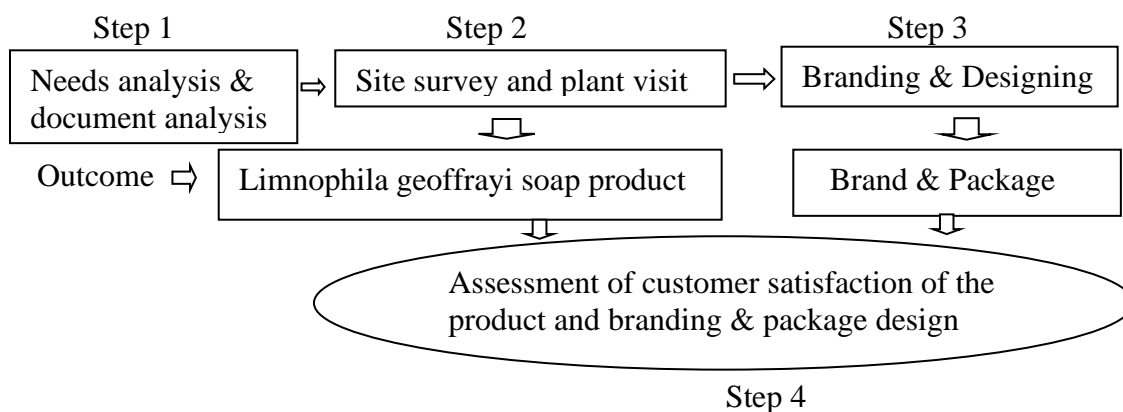 Step 1
Step 2
Step 3
Needs analysis &
document analysis
Site survey and plant visit
Branding & Designing
Outcome
Limnophila geoffrayi soap product
Brand & Package
Assessment of customer satisfaction of the
product and branding & package design
Step 4